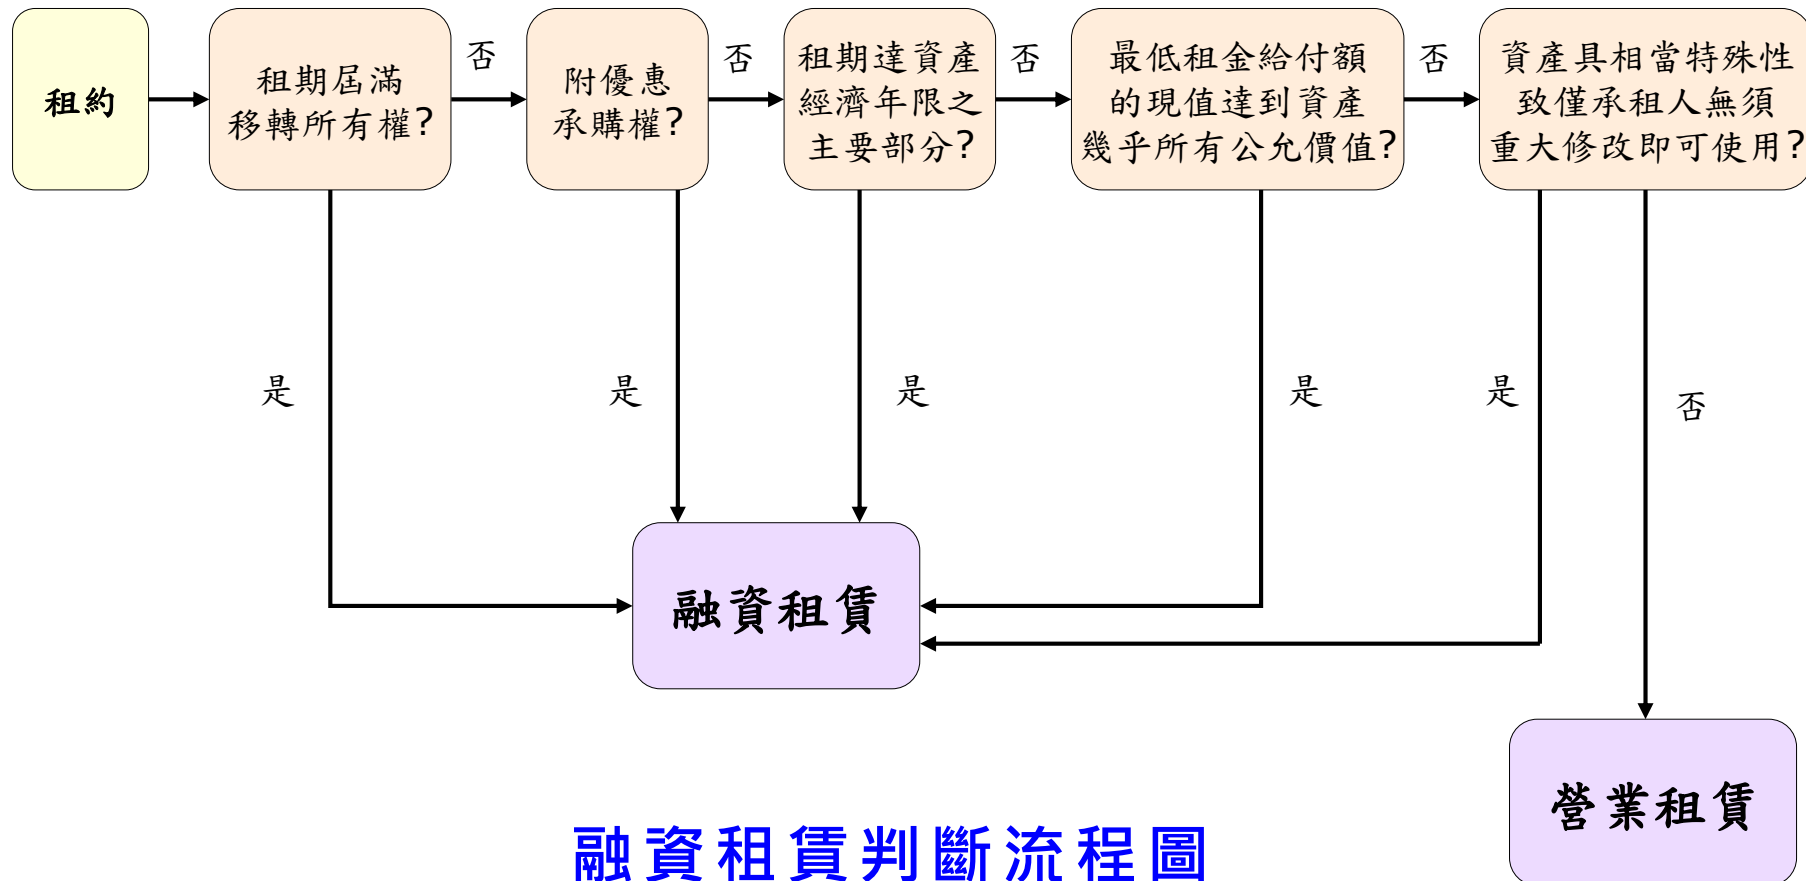 租約
租期屆滿
移轉所有權?
否
附優惠
承購權?
否
租期達資產
經濟年限之
主要部分?
否
最低租金給付額
的現值達到資產
幾乎所有公允價值?
否
資產具相當特殊性
致僅承租人無須
重大修改即可使用?
是
是
是
是
是
否
融資租賃
營業租賃
融資租賃判斷流程圖